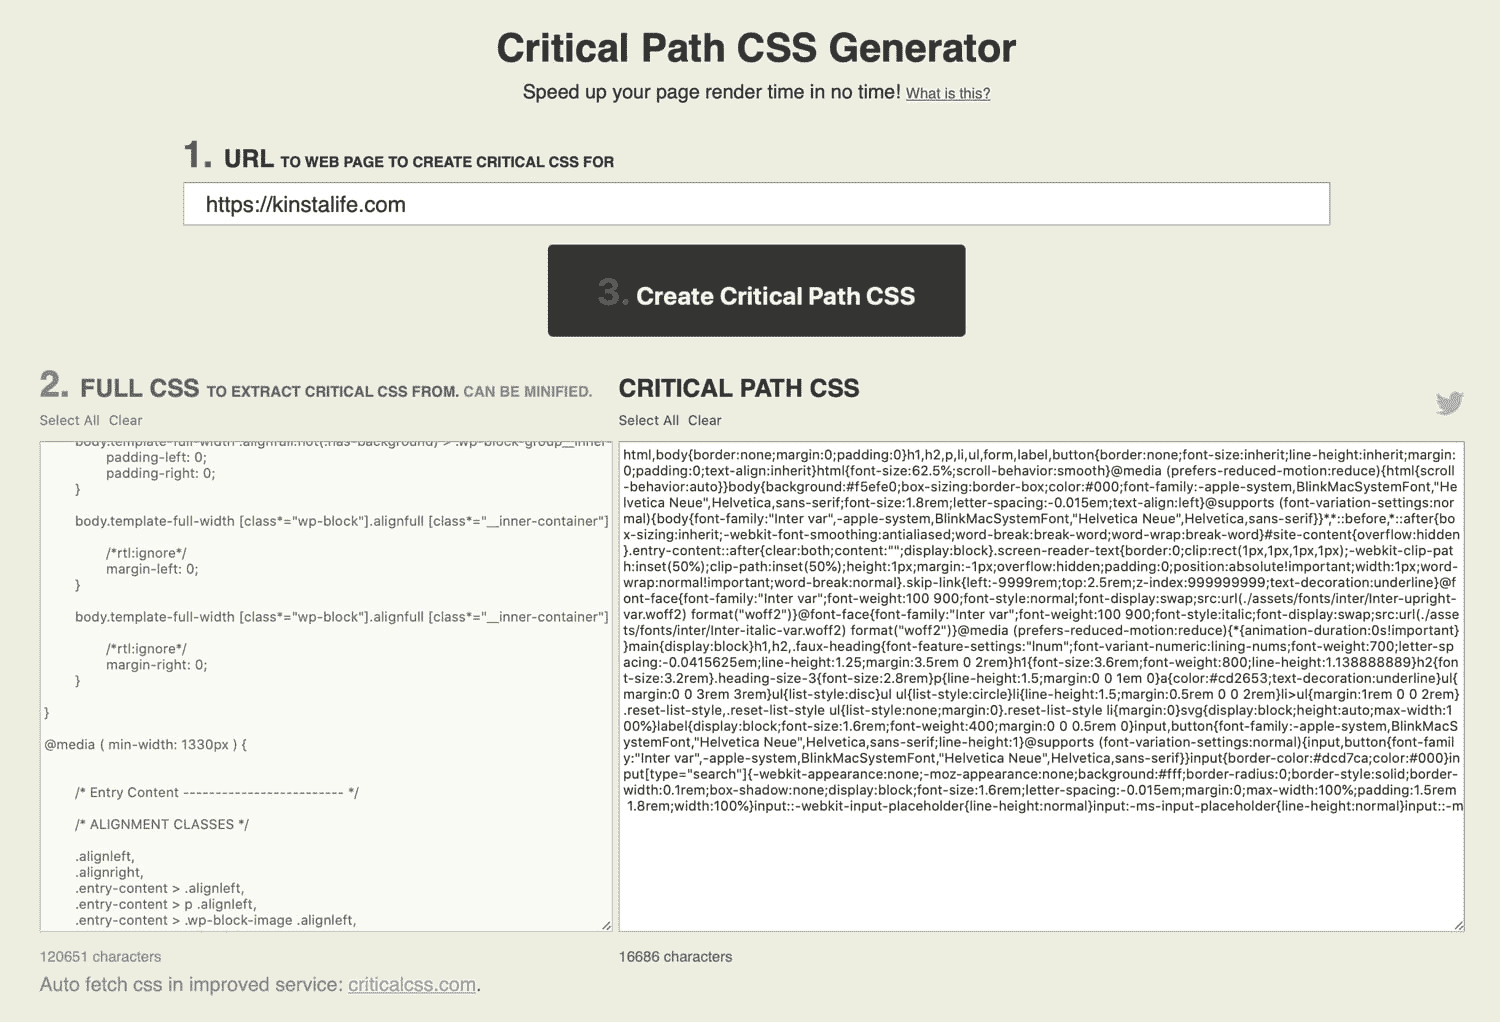 Critical Path CSS Generator
Speed up your page render time in no time! What is this?
1. URL TO WEB PAGE TO CREATE CRITICAL CSS FOR
https://kinstalife.com
3. Create Critical Path CSS
2. FULL CSS TO EXTRACT CRITICAL CSS FROM. CAN BE MINIFIED.
Select All Clear
body.template-full-width .alignfull:not(.has-background) > .wp-block-group__inner-
padding-left: 0;
padding-right: 0;
}
body.template-full-width [class*="wp-block"].alignfull [class*="__inner-container"]
/*rtl:ignore*/
margin-left: 0;
}
body.template-full-width [class*="wp-block"].alignfull [class*="__inner-container"]
/*rtl:ignore*/
margin-right: 0;
}
}
@media ( min-width: 1330px ) {
/* Entry Content ------------------------- */
/* ALIGNMENT CLASSES */
.alignleft,
.alignright,
.entry-content > .alignleft,
.entry-content > p .alignleft,
.entry-content > .wp-block-image .alignleft,
120651 characters
Auto fetch css in improved service: criticalcss.com.
CRITICAL PATH CSS
Select All Clear
html,body{border:none;margin:0;padding:0}h1,h2,p,li,ul,form,label,button{border:none;font-size:inherit;line-height:inherit;margin:
0;padding:0;text-align:inherit}html{font-size:62.5%;scroll-behavior:smooth}@media (prefers-reduced-motion:reduce){html{scroll
-behavior:auto}}body{background:#f5efe0;box-sizing:border-box;color:#000;font-family:-apple-system,BlinkMacSystemFont,"He
lvetica Neue",Helvetica,sans-serif;font-size:1.8rem;letter-spacing:-0.015em;text-align:left}@supports (font-variation-settings:nor
mal){body{font-family:"Inter var",-apple-system,BlinkMacSystemFont,"Helvetica Neue",Helvetica,sans-serif}}*,*::before,*::after{bo
x-sizing:inherit;-webkit-font-smoothing:antialiased;word-break:break-word;word-wrap:break-word}#site-content{overflow:hidden
}.entry-content::after{clear:both;content:"";display:block}.screen-reader-text{border:0;clip:rect(1px,1px,1px,1px);-webkit-clip-pat
h:inset(50%);clip-path:inset(50%);height:1px;margin:-1px;overflow:hidden;padding:0;position:absolute!important;width:1px;word-
wrap:normal!important;word-break:normal}.skip-link{left:-9999rem;top:2.5rem;z-index:999999999;text-decoration:underline}@f
ont-face{font-family:"Inter var";font-weight:100 900;font-style:normal;font-display:swap;src:url(./assets/fonts/inter/Inter-upright-
var.woff2) format("woff2")}@font-face{font-family:"Inter var";font-weight:100 900;font-style:italic;font-display:swap;src:url(./asse
ts/fonts/inter/Inter-italic-var.woff2) format("woff2")}@media (prefers-reduced-motion:reduce){*{animation-duration:0s!important}
}main{display:block}h1,h2,.faux-heading{font-feature-settings:"lnum";font-variant-numeric:lining-nums;font-weight:700;letter-sp
acing:-0.0415625em;line-height:1.25;margin:3.5rem 0 2rem}h1{font-size:3.6rem;font-weight:800;line-height:1.138888889}h2{f
ont-size:3.2rem}.heading-size-3{font-size:2.8rem}p{line-height:1.5;margin:0 0 1em 0}a{color:#cd2653;text-decoration:underline}ul{
margin:0 0 3rem 3rem}ul{list-style:disc}ul ul{list-style:circle}li{line-height:1.5;margin:0.5rem 0 0 2rem}li>ul{margin:1rem 0 0 2rem}
.reset-list-style,.reset-list-style ul{list-style:none;margin:0}.reset-list-style li{margin:0}svg{display:block;height:auto;max-width:1
00%}label{display:block;font-size:1.6rem;font-weight:400;margin:0 0 0.5rem 0}input,button{font-family:-apple-system,BlinkMacS
ystemFont,"Helvetica Neue",Helvetica,sans-serif;line-height:1}@supports (font-variation-settings:normal){input,button{font-famil
y:"Inter var",-apple-system,BlinkMacSystemFont,"Helvetica Neue",Helvetica,sans-serif}}input{border-color:#dcd7ca;color:#000}in
put[type="search"]{-webkit-appearance:none;-moz-appearance:none;background:#fff;border-radius:0;border-style:solid;border-
width:0.1rem;box-shadow:none;display:block;font-size:1.6rem;letter-spacing:-0.015em;margin:0;max-width:100%;padding:1.5rem
1.8rem;width:100%}input::-webkit-input-placeholder{line-height:normal}input:-ms-input-placeholder{line-height:normal}input::-m
16686 characters